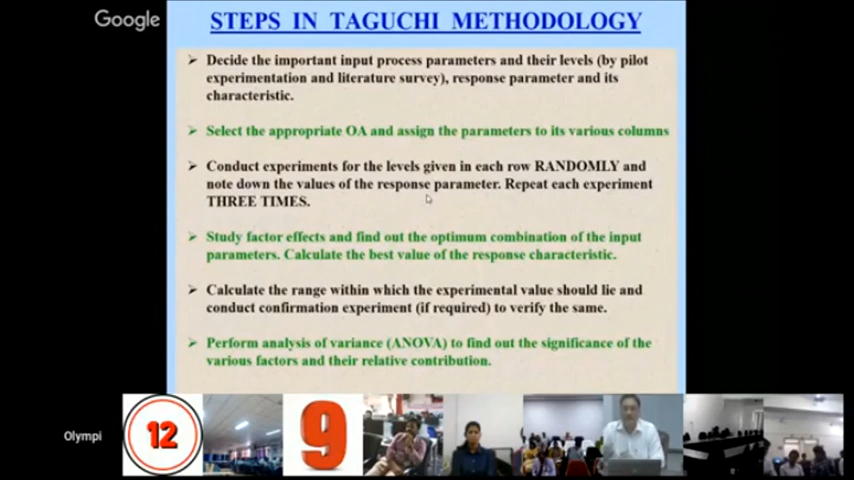 STEPS IN TAGUCHI METHODOLOGY
Google
➢ Decide the important input process parameters and their levels (by pilot
experimentation and literature survey), response parameter and its
characteristic.
➢ Select the appropriate OA and assign the parameters to its various columns
➢ Conduct experiments for the levels given in each row RANDOMLY and
note down the values of the response parameter. Repeat each experiment
THREE TIMES.
➢ Study factor effects and find out the optimum combination of the input
parameters. Calculate the best value of the response characteristic.
➢ Calculate the range within which the experimental value should lie and
conduct confirmation experiment (if required) to verify the same.
➢ Perform analysis of variance (ANOVA) to find out the significance of the
various factors and their relative contribution.
Olympi
12
9